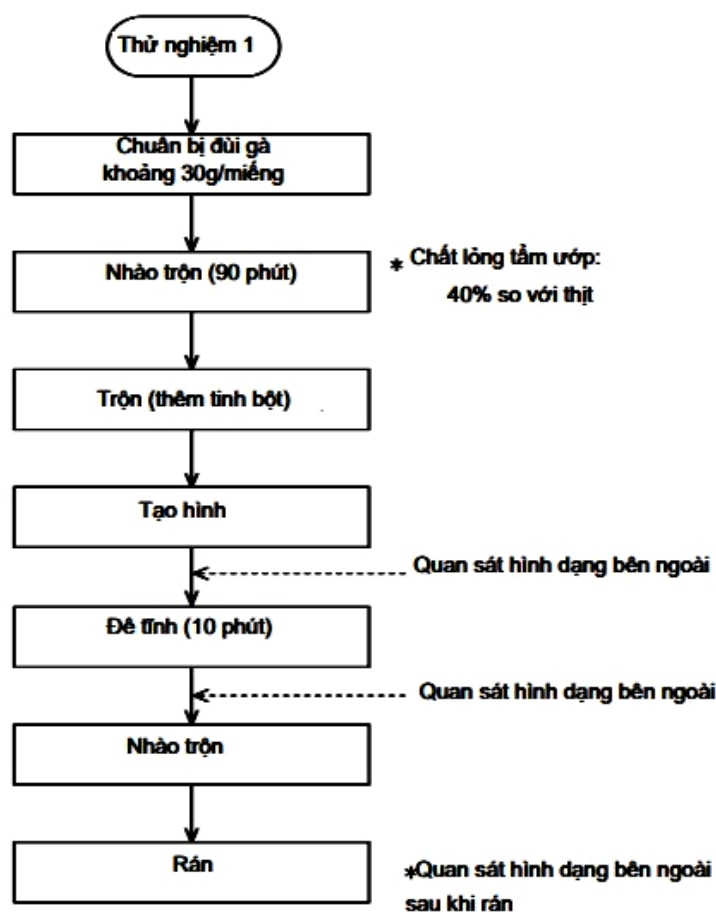 Thử nghiệm 1
Chuẩn bị đùi gà
khoảng 30g/miếng
Nhào trộn (90 phút)
* Chất lỏng tẩm ướp:
40% so với thịt
Trộn (thêm tinh bột)
Tạo hình
Quan sát hình dạng bên ngoài
Để tĩnh (10 phút)
Quan sát hình dạng bên ngoài
Nhào trộn
Rán
*Quan sát hình dạng bên ngoài
sau khi rán